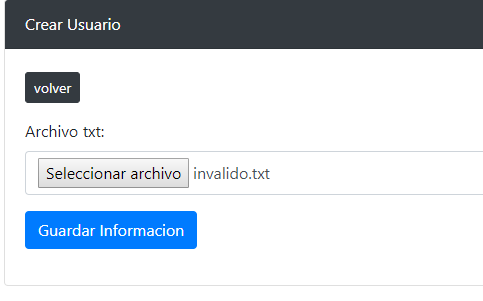 Crear Usuario
volver
Archivo txt:
Seleccionar archivo invalido.txt
Guardar Informacion